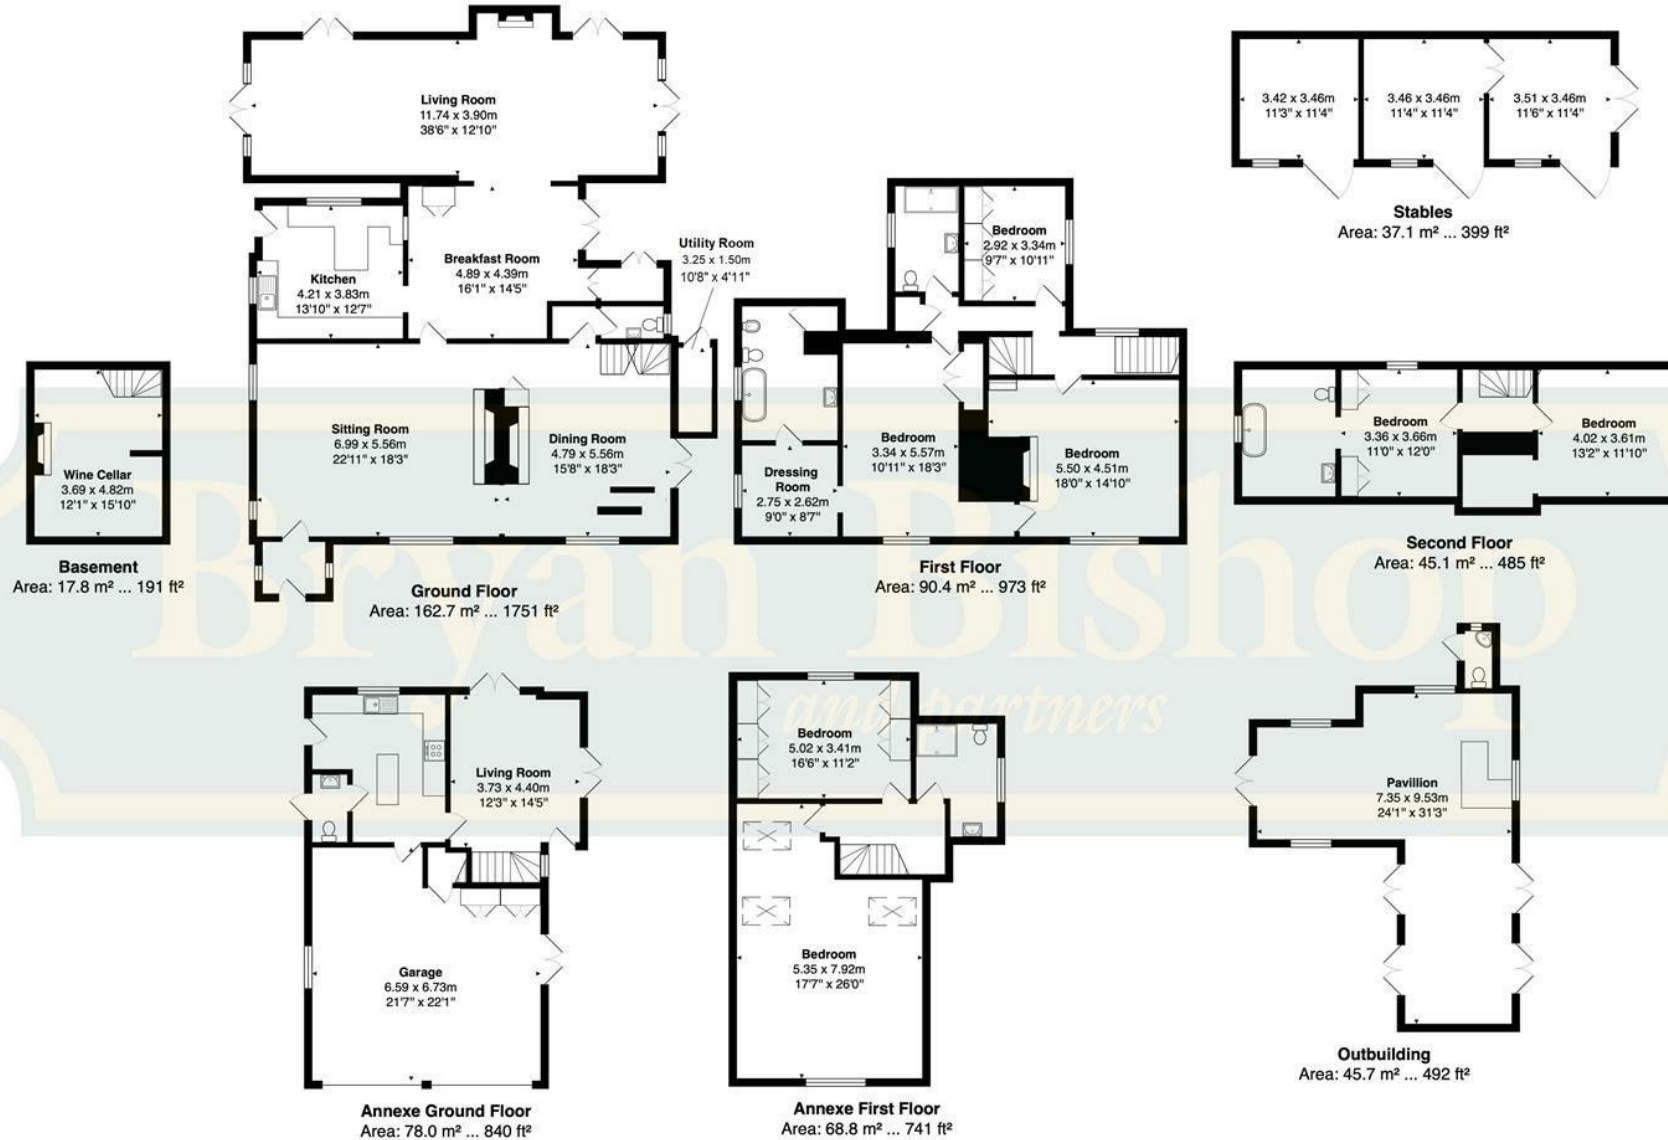 Living Room
11.74 x 3.90m
38'6" x 12'10"
Kitchen
4.21 x 3.83m
13'10" x 12'7"
Breakfast Room
4.89 x 4.39m
16'1" x 14'5"
Utility Room
3.25 x 1.50m
10'8" x 4'11"
Sitting Room
6.99 x 5.56m
22'11" x 18'3"
Dining Room
4.79 x 5.56m
15'8" x 18'3"
Ground Floor
Area: 162.7 m² ... 1751 ft²
Wine Cellar
3.69 x 4.82m
12'1" x 15'10"
Basement
Area: 17.8 m² ... 191 ft²
Bedroom
2.92 x 3.34m
9'7" x 10'11"
Bedroom
3.34 x 5.57m
10'11" x 18'3"
Bedroom
5.50 x 4.51m
18'0" x 14'10"
Dressing
Room
2.75 x 2.62m
9'0" x 8'7"
First Floor
Area: 90.4 m² ... 973 ft²
3.42 x 3.46m
11'3" x 11'4"
3.46 x 3.46m
11'4" x 11'4"
3.51 x 3.46m
11'6" x 11'4"
Stables
Area: 37.1 m² ... 399 ft²
Bedroom
3.36 x 3.66m
11'0" x 12'0"
Bedroom
4.02 x 3.61m
13'2" x 11'10"
Second Floor
Area: 45.1 m² ... 485 ft²
Bryan Bishop
and partners
Living Room
3.73 x 4.40m
12'3" x 14'5"
Garage
6.59 x 6.73m
21'7" x 22'1"
Annexe Ground Floor
Area: 78.0 m² ... 840 ft²
Bedroom
5.02 x 3.41m
16'6" x 11'2"
Bedroom
5.35 x 7.92m
17'7" x 26'0"
Annexe First Floor
Area: 68.8 m² ... 741 ft²
Pavillion
7.35 x 9.53m
24'1" x 31'3"
Outbuilding
Area: 45.7 m² ... 492 ft²